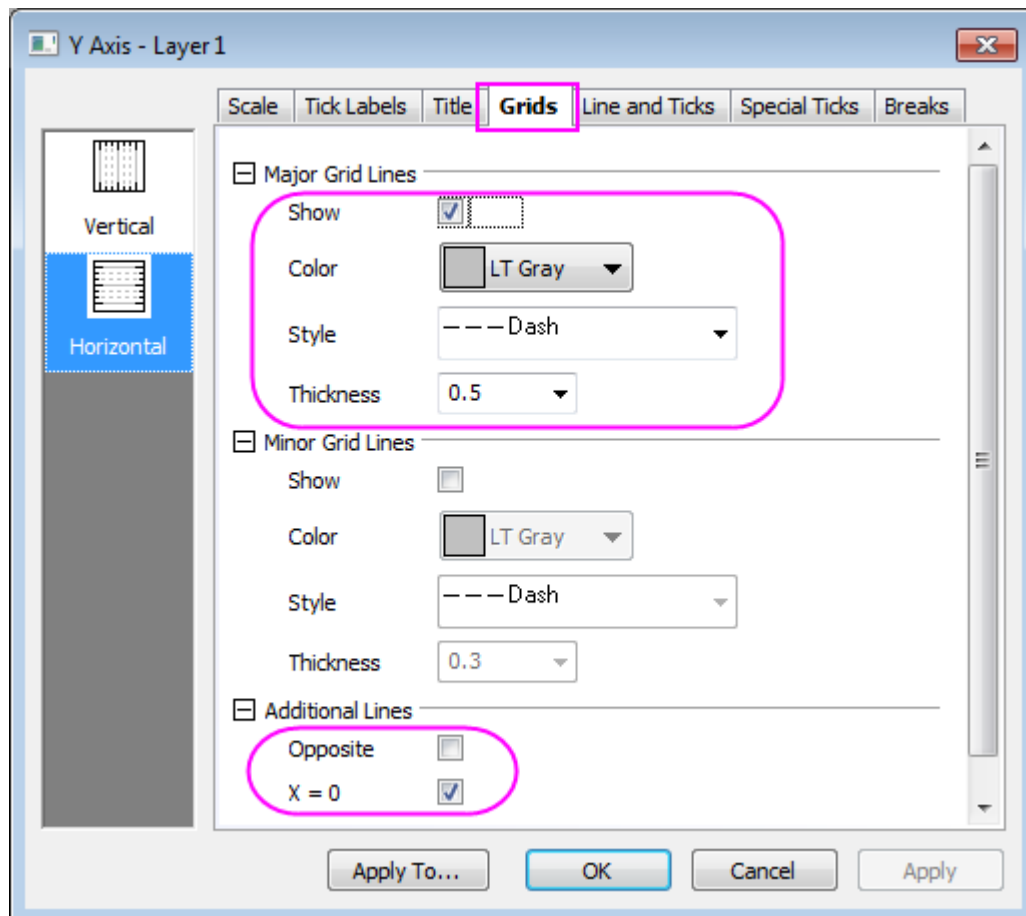 Y Axis - Layer 1
Scale Tick Labels Title Grids Line and Ticks Special Ticks Breaks
Vertical
Horizontal
Major Grid Lines
Show
Color LT Gray
Style Dash
Thickness 0.5
Minor Grid Lines
Show
Color LT Gray
Style Dash
Thickness 0.3
Additional Lines
Opposite
X = 0
Apply To... OK Cancel Apply